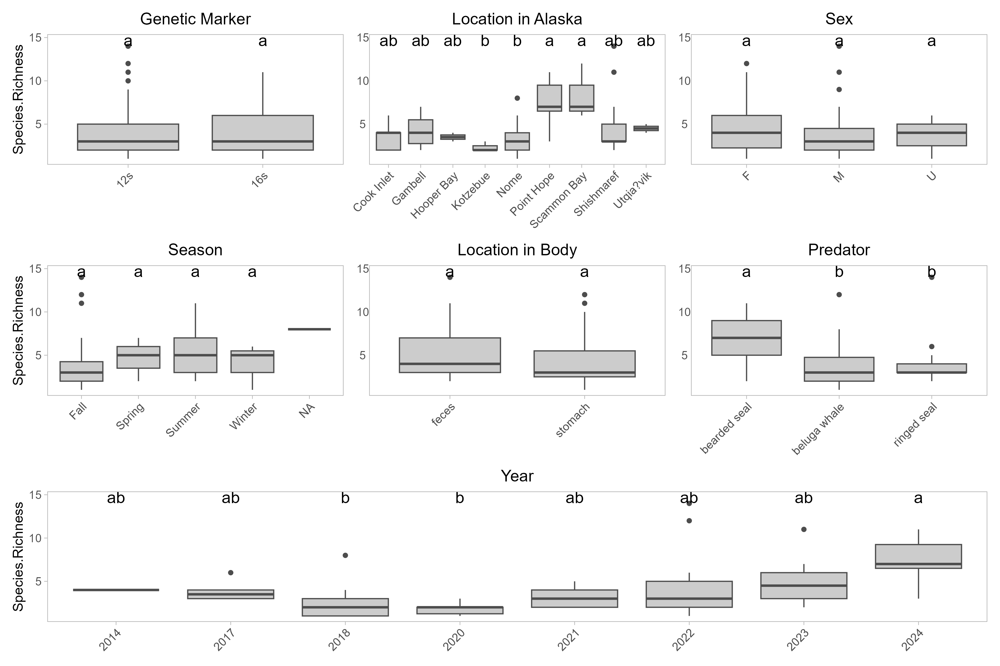 Genetic Marker
Location in Alaska
Sex
Species.Richness
15
10
5
a a
12s 16s
15
10
5
ab ab ab b b a a ab ab
Cook Inlet Gambell Hooper Bay Kotzebue Nome Point Hope Scammon Bay Shishmaref Utqia?vik
15
10
5
a a a
F M U
Season
Location in Body
Predator
Species.Richness
15
10
5
a a a a
Fall Spring Summer Winter NA
15
10
5
a a
feces stomach
15
10
5
a b b
bearded seal beluga whale ringed seal
Year
Species.Richness
15
10
5
ab ab b b ab ab ab a
2014 2017 2018 2020 2021 2022 2023 2024